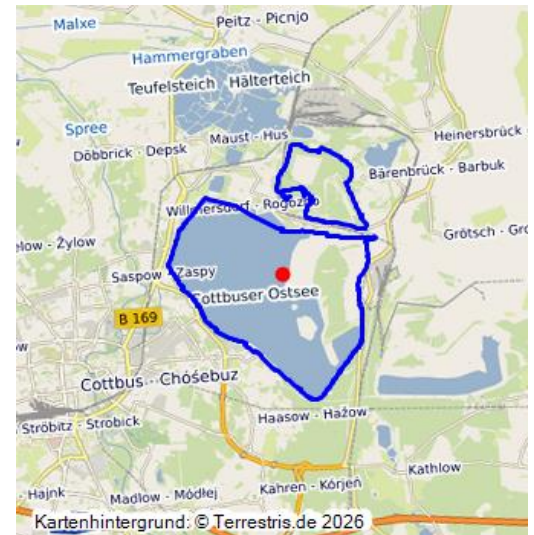 Malxe
Peitz - Picnjo
Hammergraben
Teufelsteich Hälterteich
Spree
Maust - Hus
Heinersbrück
Döbbrick - Depsk
Bärenbrück - Barbuk
Willmersdorf - Rogozno
Grötsch - Gro
elow - Žylow
Saspow - Zaspy
Cottbuser Ostsee
B 169
Cottbus - Chóśebuz
Haasow - Hažow
Ströbitz - Strobick
Kathlow
- Hajnk
Madlow - Módłej
Kahren - Kórjeń
Kartenhintergrund: © Terrestris.de 2026